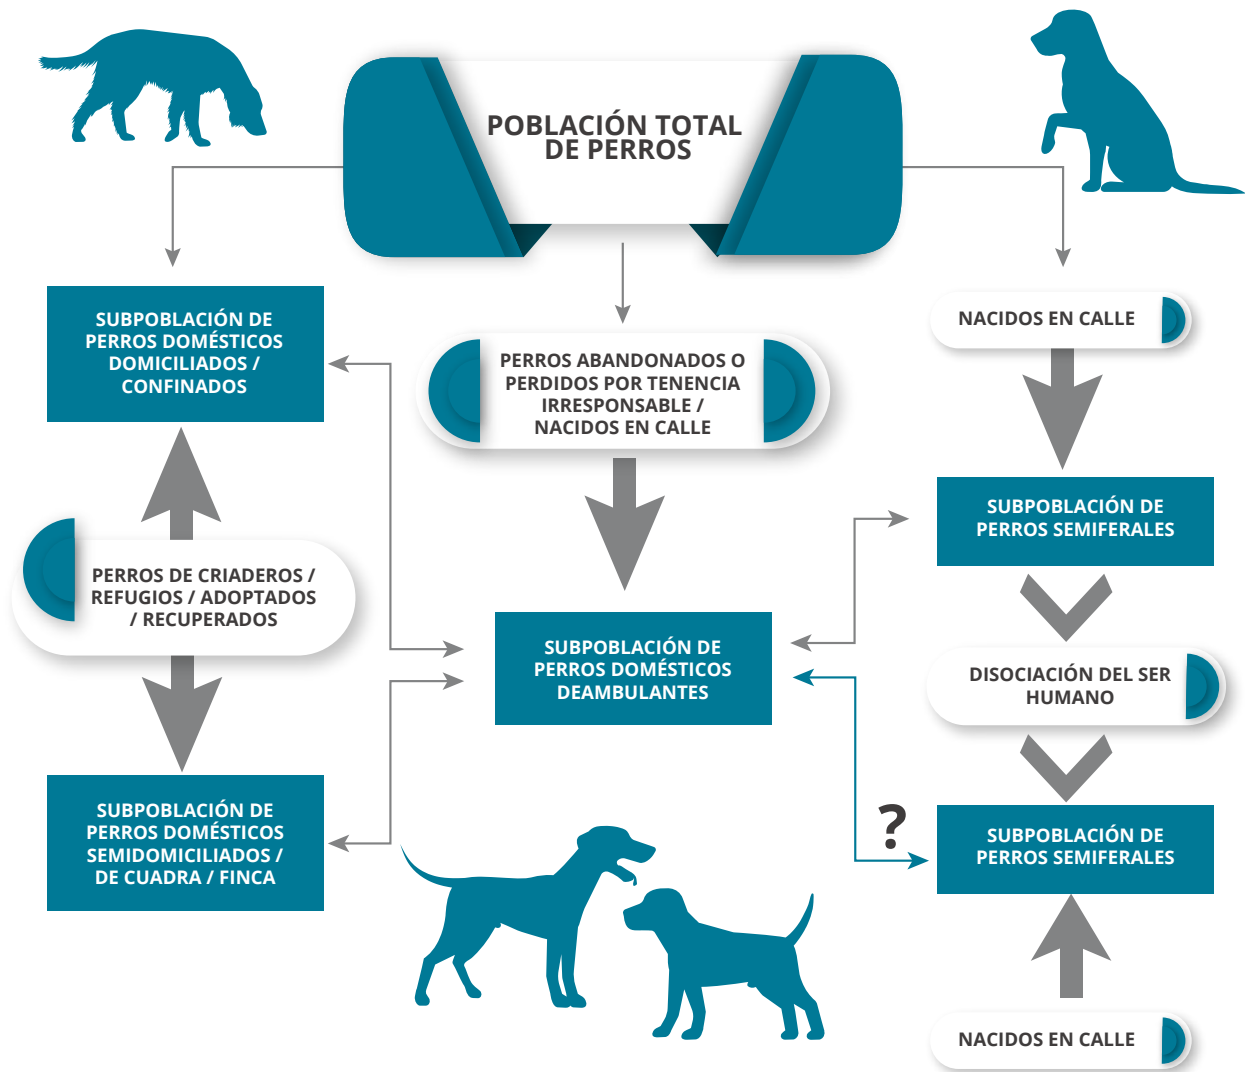 POBLACIÓN TOTAL
DE PERROS
SUBPOBLACIÓN DE
PERROS DOMÉSTICOS
DOMICILIADOS /
CONFINADOS
PERROS ABANDONADOS O
PERDIDOS POR TENENCIA
IRRESPONSABLE /
NACIDOS EN CALLE
NACIDOS EN CALLE
SUBPOBLACIÓN DE
PERROS SEMIFERALES
PERROS DE CRIADEROS /
REFUGIOS / ADOPTADOS
/ RECUPERADOS
SUBPOBLACIÓN DE
PERROS DOMÉSTICOS
DEAMBULANTES
DISOCIACIÓN DEL SER
HUMANO
SUBPOBLACIÓN DE
PERROS DOMÉSTICOS
SEMIDOMICILIADOS /
DE CUADRA / FINCA
?
SUBPOBLACIÓN DE
PERROS SEMIFERALES
NACIDOS EN CALLE